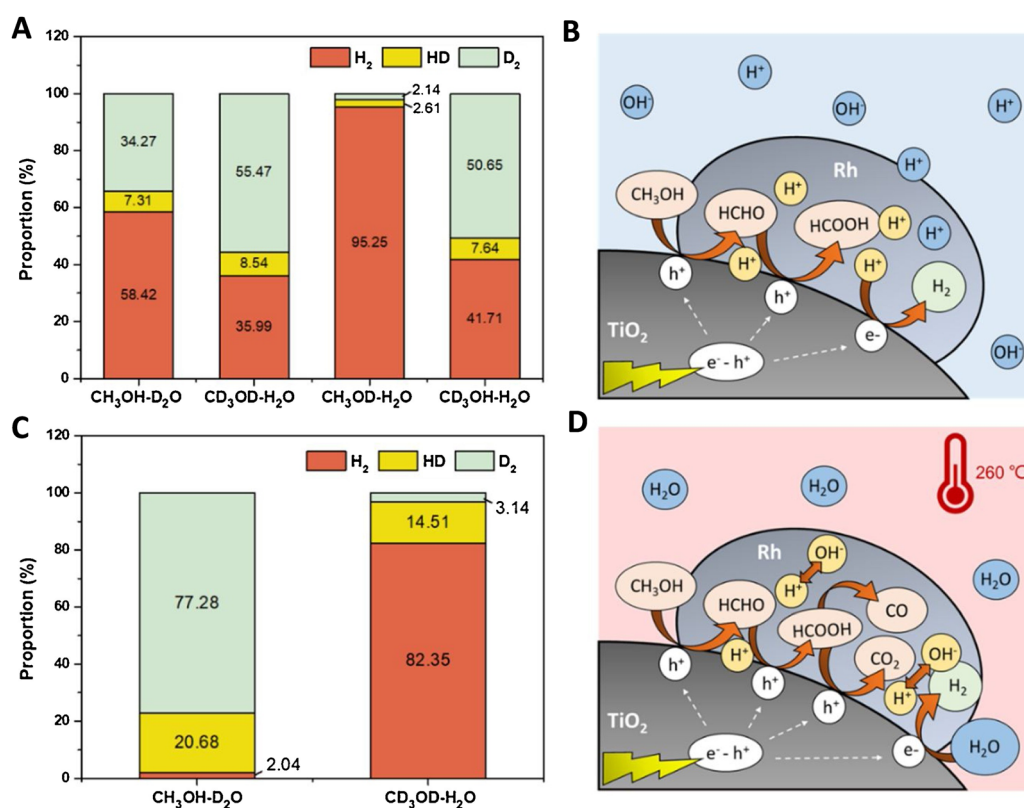 A
120
100
80
60
40
20
0
Proportion (%)
H₂ HD D₂
34.27
7.31
58.42
55.47
8.54
35.99
2.14
2.61
95.25
50.65
7.64
41.71
CH₃OH-D₂O CD₃OD-H₂O CH₃OD-H₂O CD₃OH-H₂O
B
H⁺
OH⁻
OH⁻
H⁺
Rh
H⁺
CH₃OH
H⁺
HCHO
HCOOH
H⁺
H⁺
H⁺
H⁺
h⁺
h⁺
H₂
TiO₂
e-
e⁻ - h⁺
OH⁻
C
120
100
80
60
40
20
0
Proportion (%)
H₂ HD D₂
77.28
20.68
2.04
3.14
14.51
82.35
CH₃OH-D₂O CD₃OD-H₂O
D
260 ℃
H₂O
H₂O
H₂O
Rh
OH⁻
H⁺
CH₃OH
HCHO
CO
HCOOH
H⁺
CO₂
OH⁻
h⁺
h⁺
h⁺
H⁺
H₂
TiO₂
e⁻ - h⁺
e-
H₂O